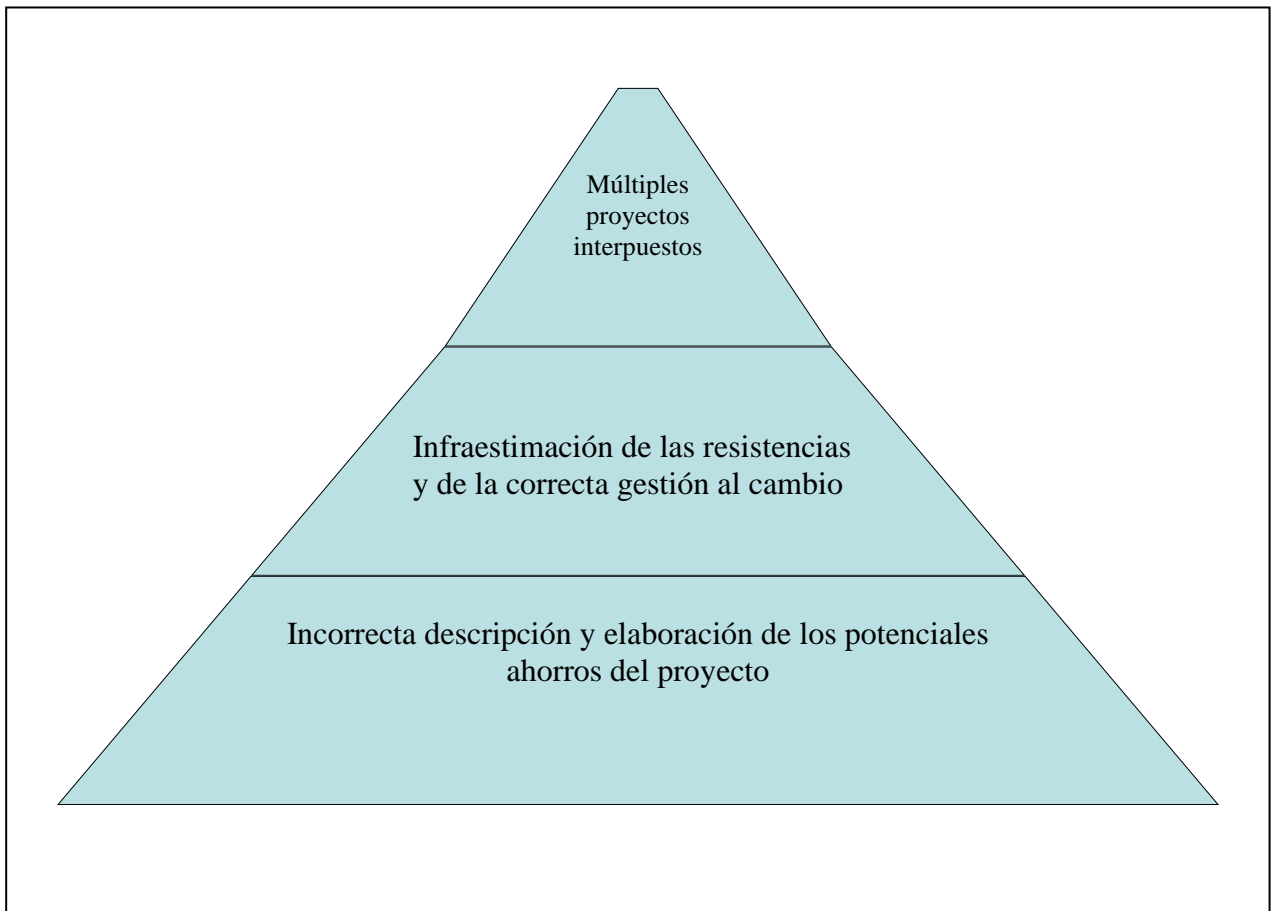 Múltiples
proyectos
interpuestos
Infraestimación de las resistencias
y de la correcta gestión al cambio
Incorrecta descripción y elaboración de los potenciales
ahorros del proyecto